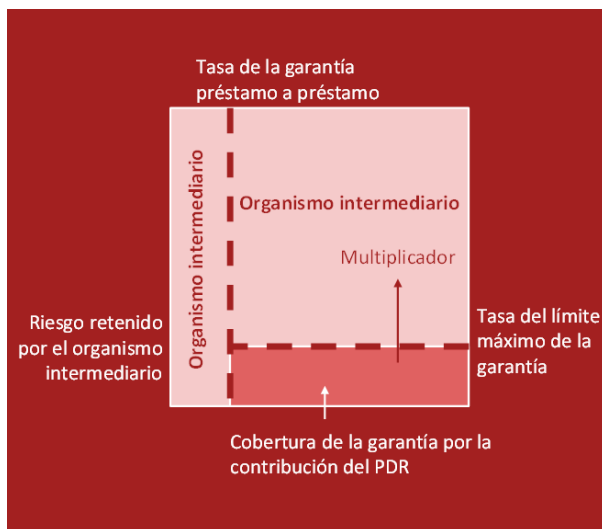 Tasa de la garantía
préstamo a préstamo
Organismo intermediario
Organismo intermediario
Multiplicador
Riesgo retenido
por el organismo
intermediario
Tasa del límite
máximo de la
garantía
Cobertura de la garantía por la
contribución del PDR